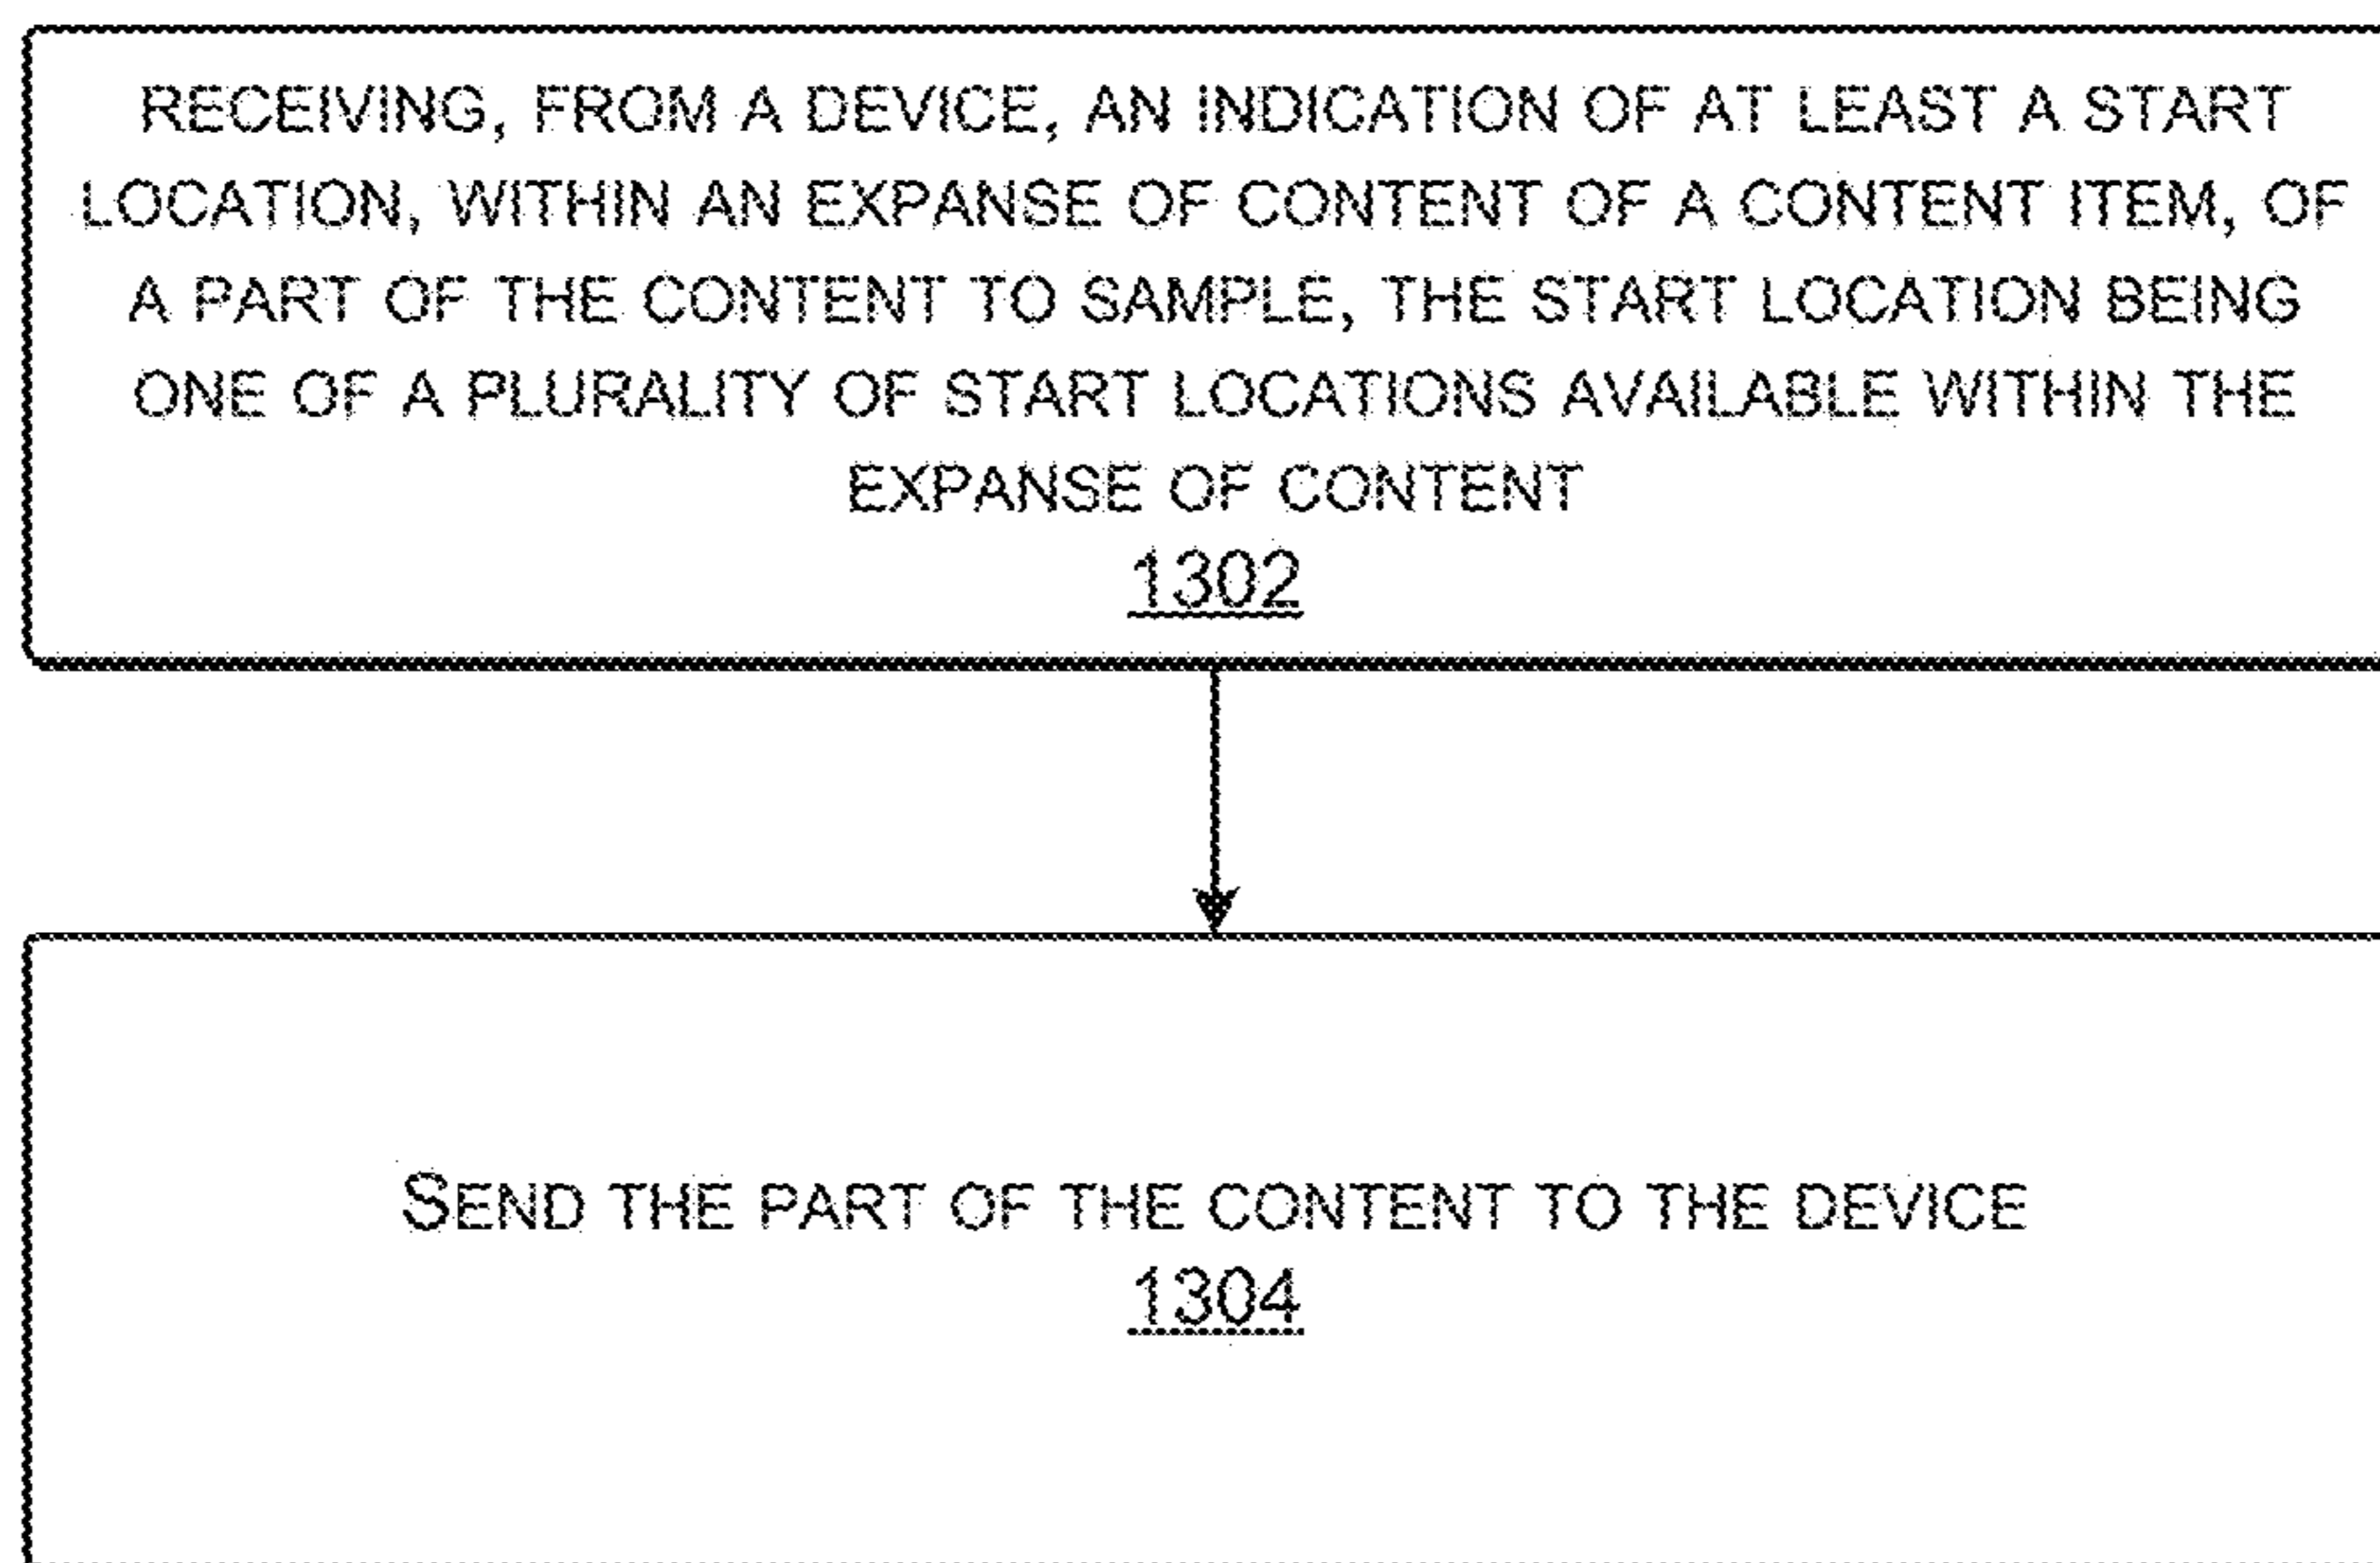 RECEIVING, FROM A DEVICE, AN INDICATION OF AT LEAST A START
LOCATION, WITHIN AN EXPANSE OF CONTENT OF A CONTENT ITEM, OF
A PART OF THE CONTENT TO SAMPLE, THE START LOCATION BEING
ONE OF A PLURALITY OF START LOCATIONS AVAILABLE WITHIN THE
EXPANSE OF CONTENT
1302
SEND THE PART OF THE CONTENT TO THE DEVICE
1304